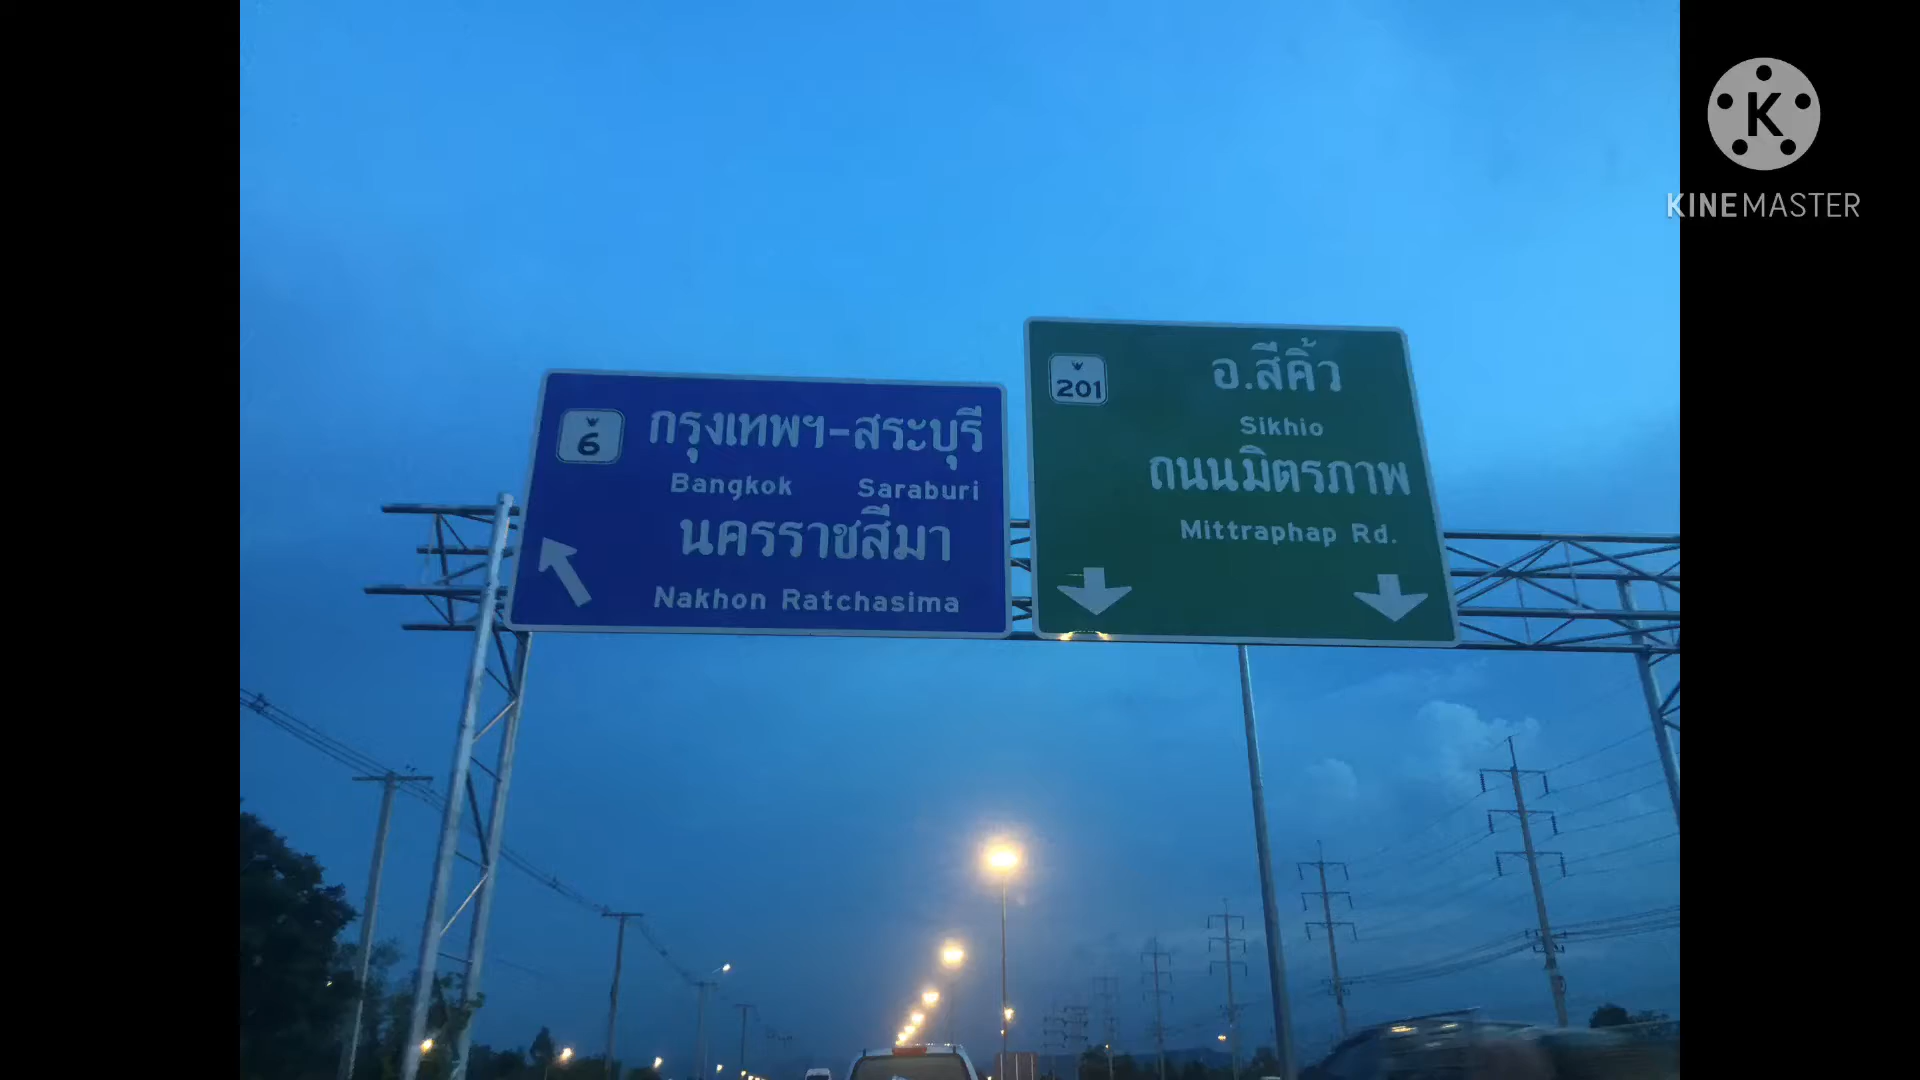 6
กรุงเทพฯ-สระบุรี
Bangkok Saraburi
นครราชสีมา
Nakhon Ratchasima
201
อ.สีคิ้ว
Sikhio
ถนนมิตรภาพ
Mittraphap Rd.
K
KINEMASTER